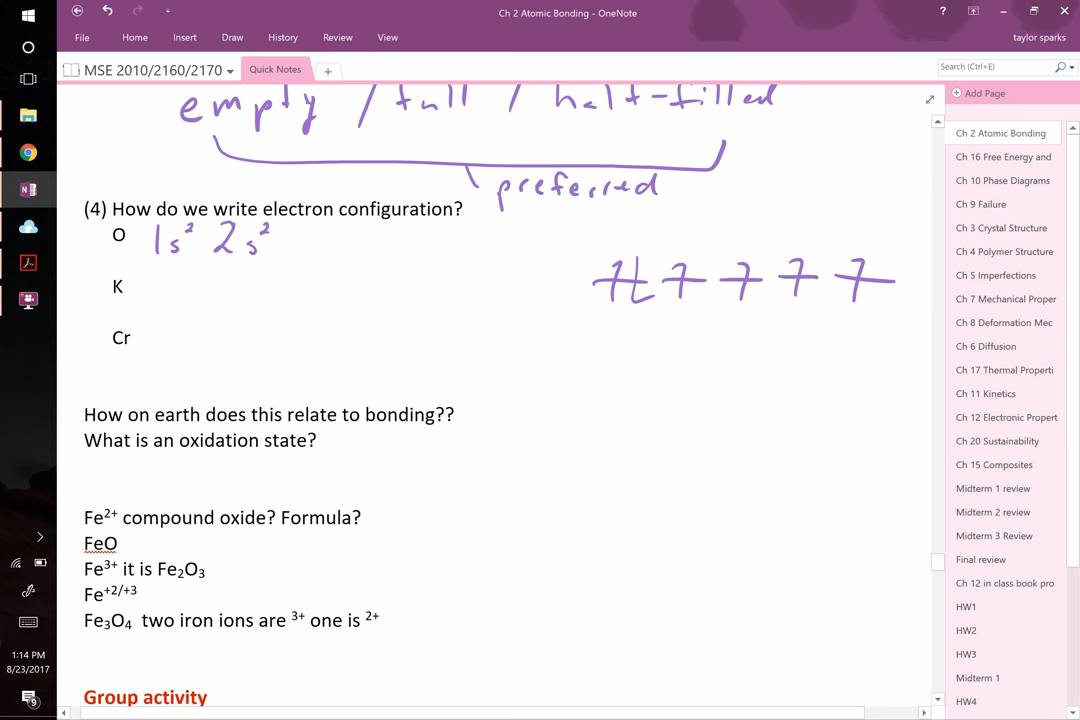 Ch 2 Atomic Bonding - OneNote
?
File Home Insert Draw History Review View
taylor sparks
MSE 2010/2160/2170
Quick Notes
+
Search (Ctrl+E)
Add Page
empty / full / half-filled
preferred
(4) How do we write electron configuration?
O 1s² 2s²
K
Cr
How on earth does this relate to bonding??
What is an oxidation state?
Fe²⁺ compound oxide? Formula?
FeO
Fe³⁺ it is Fe₂O₃
Fe⁺²/⁺³
Fe₃O₄ two iron ions are ³⁺ one is ²⁺
Group activity
Ch 2 Atomic Bonding
Ch 16 Free Energy and
Ch 10 Phase Diagrams
Ch 9 Failure
Ch 3 Crystal Structure
Ch 4 Polymer Structure
Ch 5 Imperfections
Ch 7 Mechanical Proper
Ch 8 Deformation Mec
Ch 6 Diffusion
Ch 17 Thermal Properti
Ch 11 Kinetics
Ch 12 Electronic Propert
Ch 20 Sustainability
Ch 15 Composites
Midterm 1 review
Midterm 2 review
Midterm 3 Review
Final review
Ch 12 in class book pro
HW1
HW2
HW3
Midterm 1
HW4
1:14 PM
8/23/2017
9